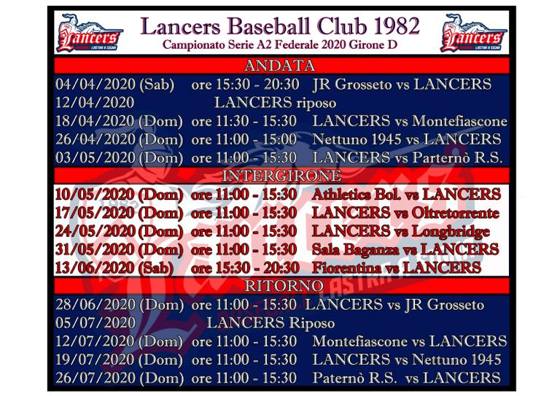 Lancers
LASTRA A SIGNA
Lancers Baseball Club 1982
Campionato Serie A2 Federale 2020 Girone D
Lancers
LASTRA A SIGNA
ANDATA
04/04/2020 (Sab) ore 15:30 - 20:30 JR Grosseto vs LANCERS
12/04/2020 LANCERS riposo
18/04/2020 (Dom) ore 11:30 - 15:30 LANCERS vs Montefiascone
26/04/2020 (Dom) ore 11:00 - 15:00 Nettuno 1945 vs LANCERS
03/05/2020 (Dom) ore 11:00 - 15:30 LANCERS vs Parternò R.S.
INTERGIRONE
10/05/2020 (Dom) ore 11:00 - 15:30 Athletics Bol. vs LANCERS
17/05/2020 (Dom) ore 11:00 - 15:30 LANCERS vs Oltretorrente
24/05/2020 (Dom) ore 11:00 - 15:30 LANCERS vs Longbridge
31/05/2020 (Dom) ore 11:00 - 15:30 Sala Baganza vs LANCERS
13/06/2020 (Sab) ore 15:30 - 20:30 Fiorentina vs LANCERS
RITORNO
28/06/2020 (Dom) ore 11:00 - 15:30 LANCERS vs JR Grosseto
05/07/2020 LANCERS Riposo
12/07/2020 (Dom) ore 11:00 - 15:30 Montefiascone vs LANCERS
19/07/2020 (Dom) ore 11:00 - 15:30 LANCERS vs Nettuno 1945
26/07/2020 (Dom) ore 11:00 - 15:30 Paternò R.S. vs LANCERS